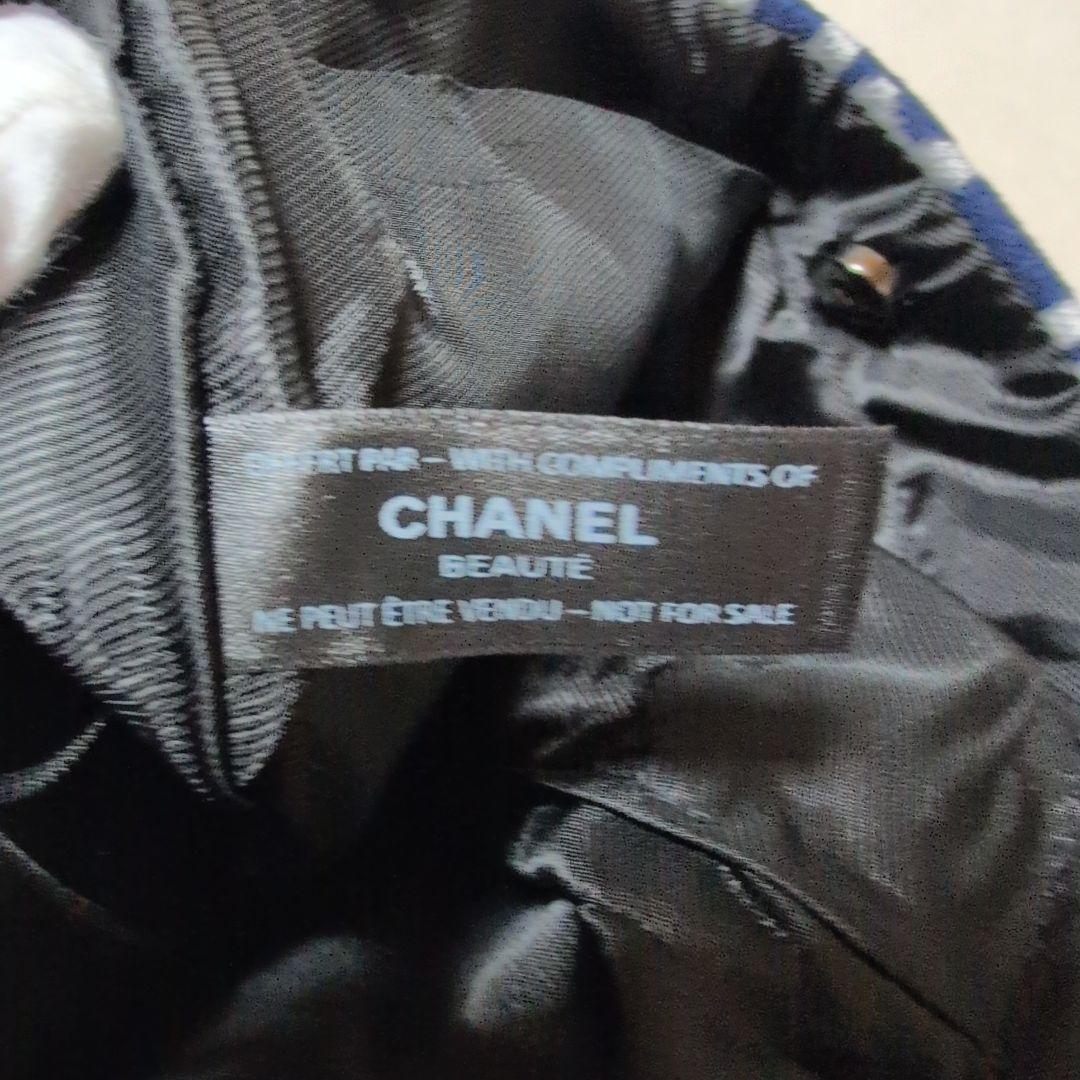 OFFERT PAR – WITH COMPLIMENTS OF
CHANEL
BEAUTÉ
NE PEUT ÊTRE VENDU – NOT FOR SALE